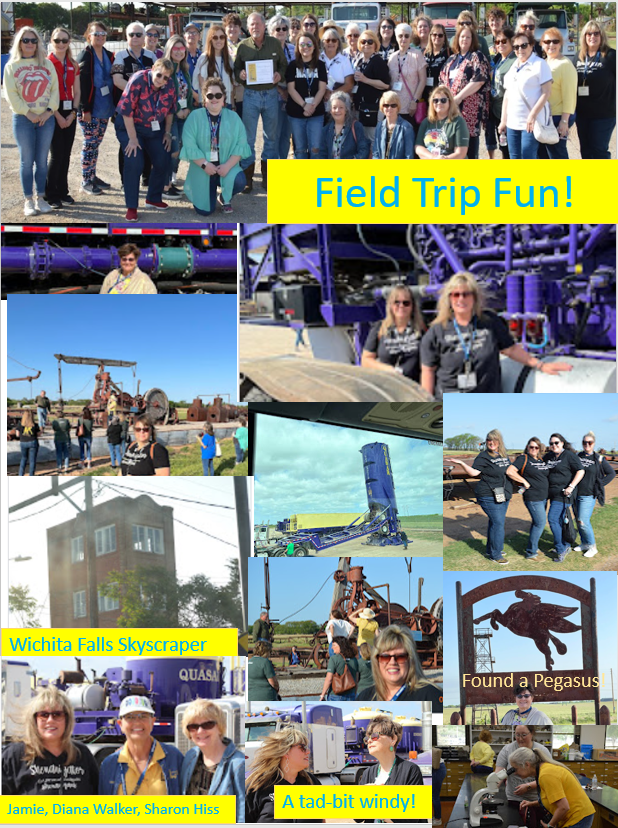 Field Trip Fun!
Wichita Falls Skyscraper
Found a Pegasus!
QUASA
Jamie, Diana Walker, Sharon Hiss
A tad-bit windy!